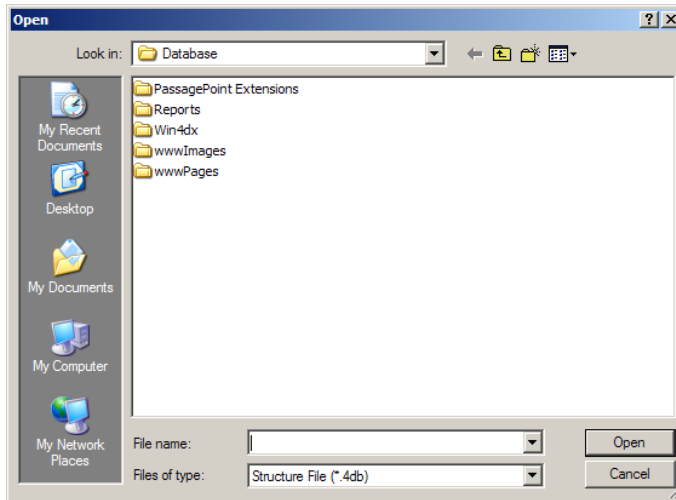 Open
Look in:
Database
PassagePoint Extensions
Reports
Win4dx
wwwImages
wwwPages
My Recent
Documents
Desktop
My Documents
My Computer
My Network
Places
File name:
Open
Files of type:
Structure File (*.4db)
Cancel